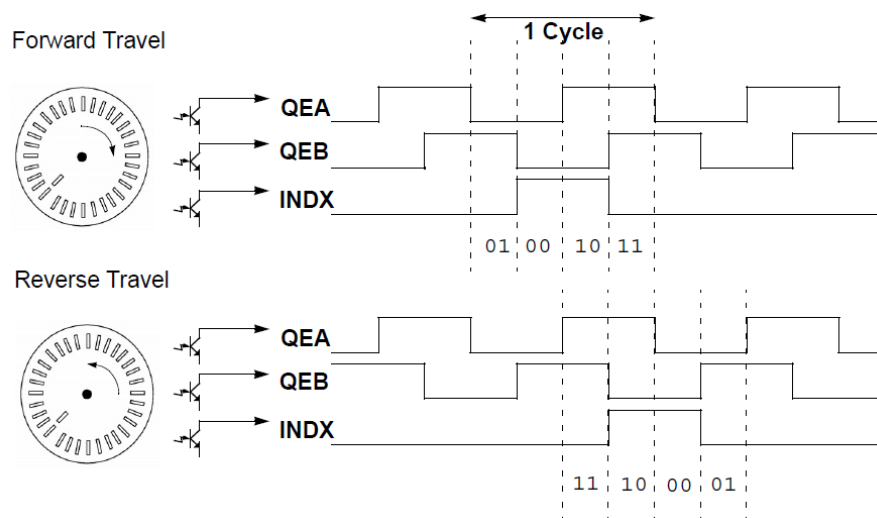 1 Cycle
Forward Travel
QEA
QEB
INDX
01 00 10 11
Reverse Travel
QEA
QEB
INDX
11 10 00 01